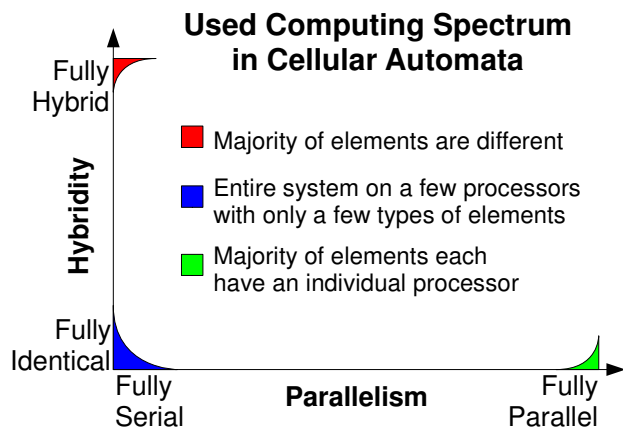 Used Computing Spectrum
in Cellular Automata
Fully
Hybrid
Majority of elements are different
Entire system on a few processors
with only a few types of elements
Majority of elements each
have an individual processor
Hybridity
Fully
Identical
Fully
Serial
Parallelism
Fully
Parallel